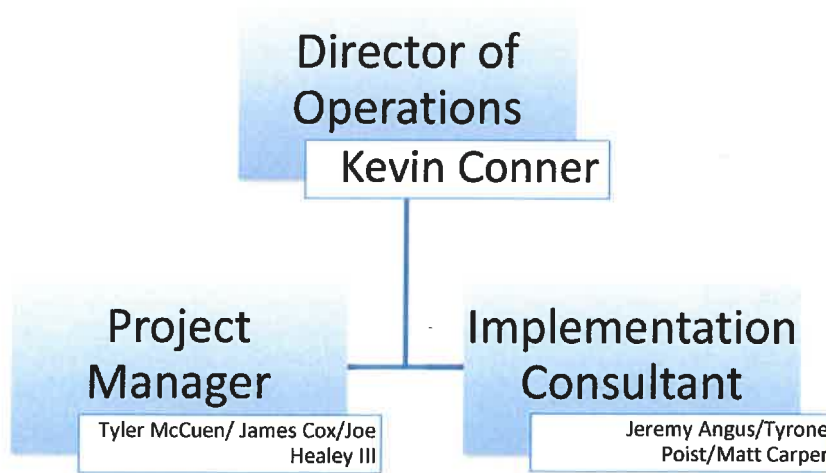 Director of
Operations
Kevin Conner
Project
Manager
Tyler McCuen/ James Cox/Joe
Healey III
Implementation
Consultant
Jeremy Angus/Tyrone
Poist/Matt Carper